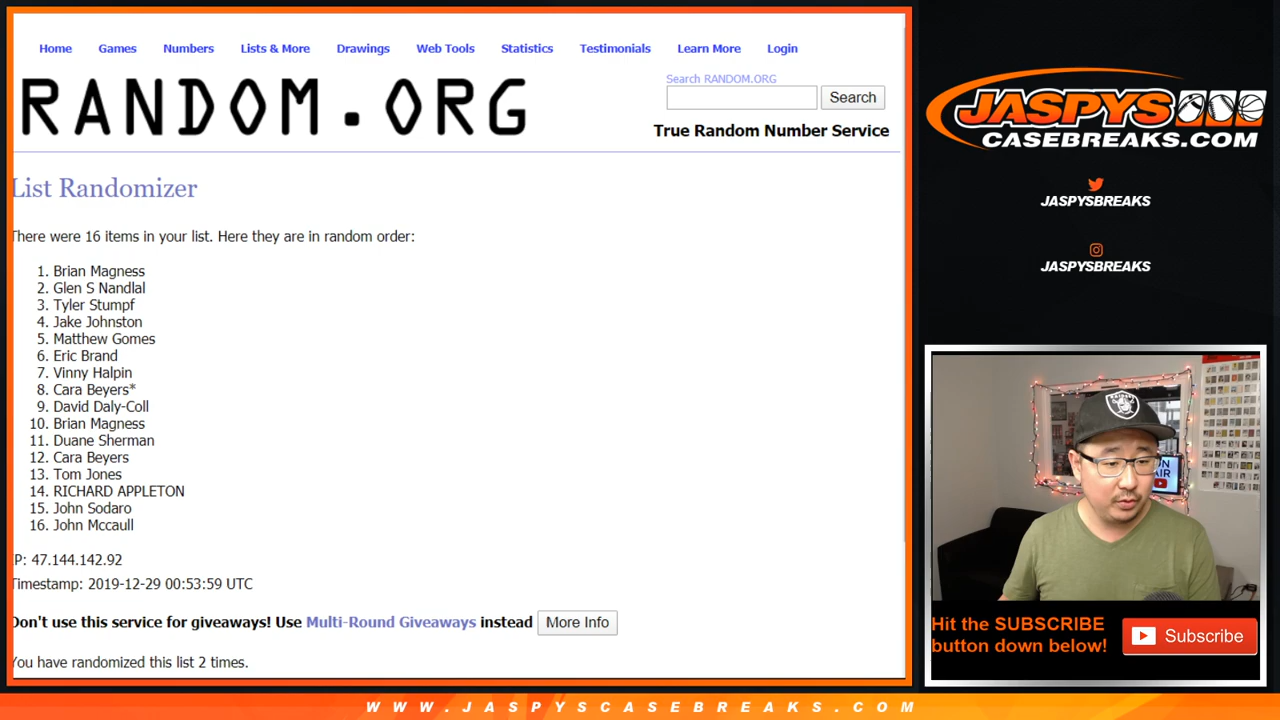 Home Games Numbers Lists & More Drawings Web Tools Statistics Testimonials Learn More Login
Search RANDOM.ORG
RANDOM.ORG
Search
True Random Number Service
List Randomizer
There were 16 items in your list. Here they are in random order:
1. Brian Magness
2. Glen S Nandlal
3. Tyler Stumpf
4. Jake Johnston
5. Matthew Gomes
6. Eric Brand
7. Vinny Halpin
8. Cara Beyers*
9. David Daly-Coll
10. Brian Magness
11. Duane Sherman
12. Cara Beyers
13. Tom Jones
14. RICHARD APPLETON
15. John Sodaro
16. John Mccaull
IP: 47.144.142.92
Timestamp: 2019-12-29 00:53:59 UTC
Don't use this service for giveaways! Use Multi-Round Giveaways instead More Info
You have randomized this list 2 times.
JASPYS
CASEBREAKS.COM
JASPYSBREAKS
JASPYSBREAKS
ON
AIR
Hit the SUBSCRIBE
button down below!
Subscribe
WWW.JASPYSCASEBREAKS.COM